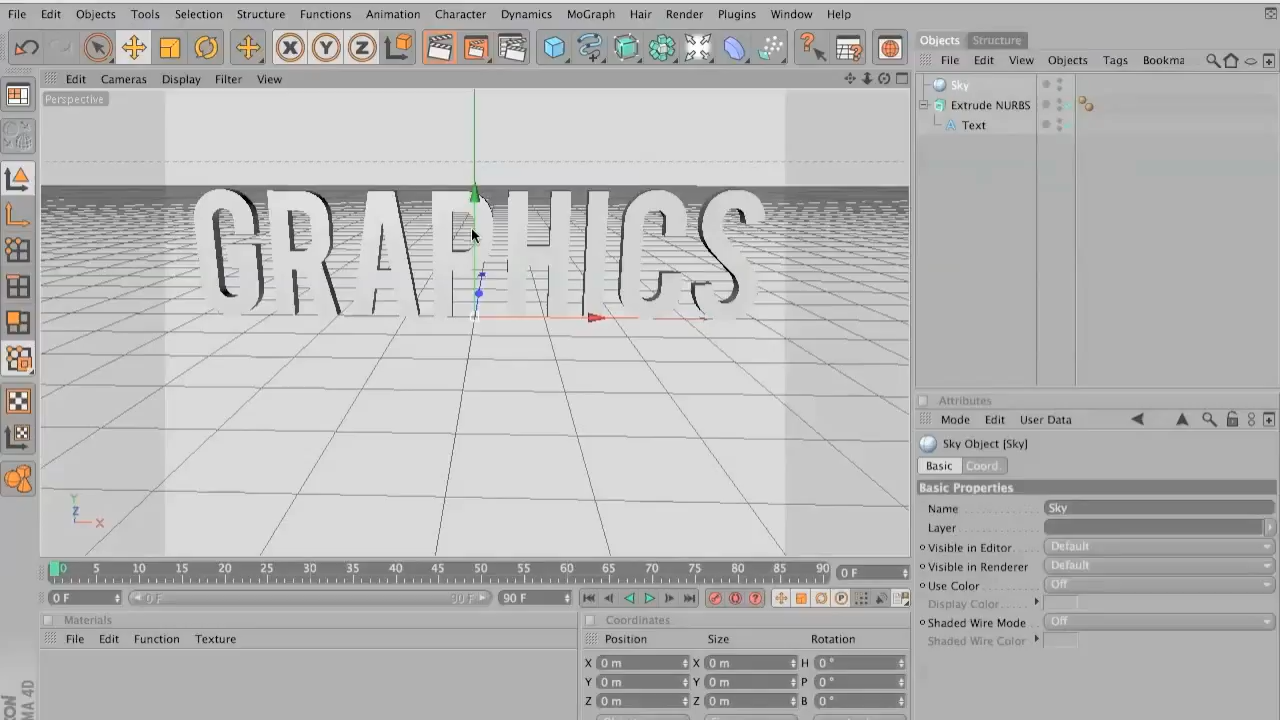 File Edit Objects Tools Selection Structure Functions Animation Character Dynamics MoGraph Hair Render Plugins Window Help
X Y Z
Objects Structure
File Edit View Objects Tags Bookma
Edit Cameras Display Filter View
Perspective
Sky
Extrude NURBS
Text
GRAPHICS
Y
Z
X
Attributes
Mode Edit User Data
Sky Object [Sky]
Basic Coord.
Basic Properties
Name Sky
Layer
Visible in Editor Default
Visible in Renderer Default
Use Color Off
Display Color
Shaded Wire Mode Off
Shaded Wire Color
0 5 10 15 20 25 30 35 40 45 50 55 60 65 70 75 80 85 90 0 F
0 F 0 F 90 F 90 F P
Materials
File Edit Function Texture
Coordinates
Position Size Rotation
X 0 m X 0 m H 0 °
Y 0 m Y 0 m P 0 °
Z 0 m Z 0 m B 0 °